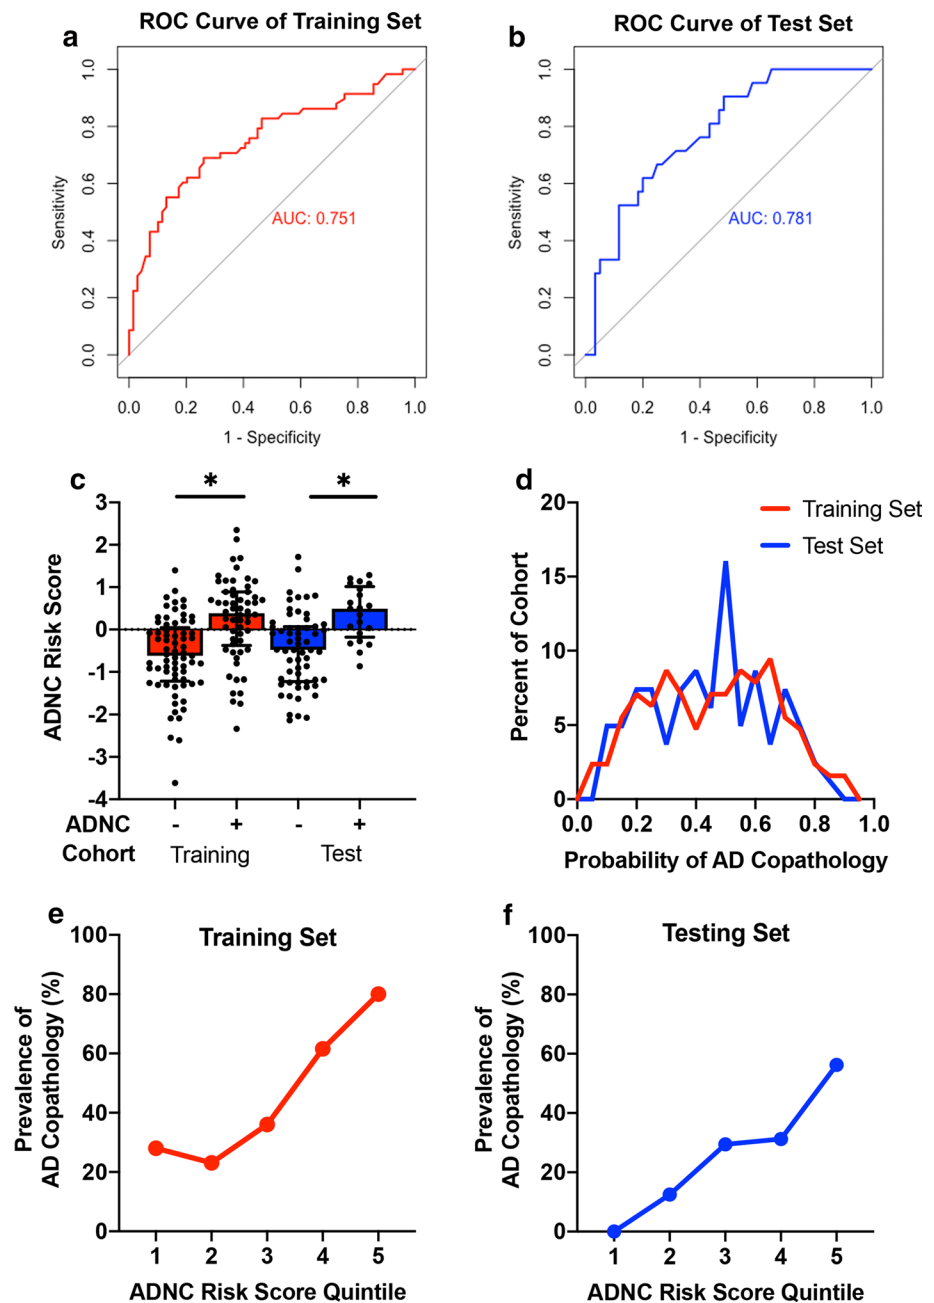 a
ROC Curve of Training Set
Sensitivity
1.0
0.8
0.6
0.4
0.2
0.0
AUC: 0.751
0.0 0.2 0.4 0.6 0.8 1.0
1 - Specificity
b
ROC Curve of Test Set
Sensitivity
1.0
0.8
0.6
0.4
0.2
0.0
AUC: 0.781
0.0 0.2 0.4 0.6 0.8 1.0
1 - Specificity
c
* *
ADNC Risk Score
3
2
1
0
-1
-2
-3
-4
ADNC - + - +
Cohort Training Test
d
Percent of Cohort
20
15
10
5
0
Training Set
Test Set
0.0 0.2 0.4 0.6 0.8 1.0
Probability of AD Copathology
e
Training Set
Prevalence of
AD Copathology (%)
100
80
60
40
20
0
1 2 3 4 5
ADNC Risk Score Quintile
f
Testing Set
Prevalence of
AD Copathology (%)
100
80
60
40
20
0
1 2 3 4 5
ADNC Risk Score Quintile